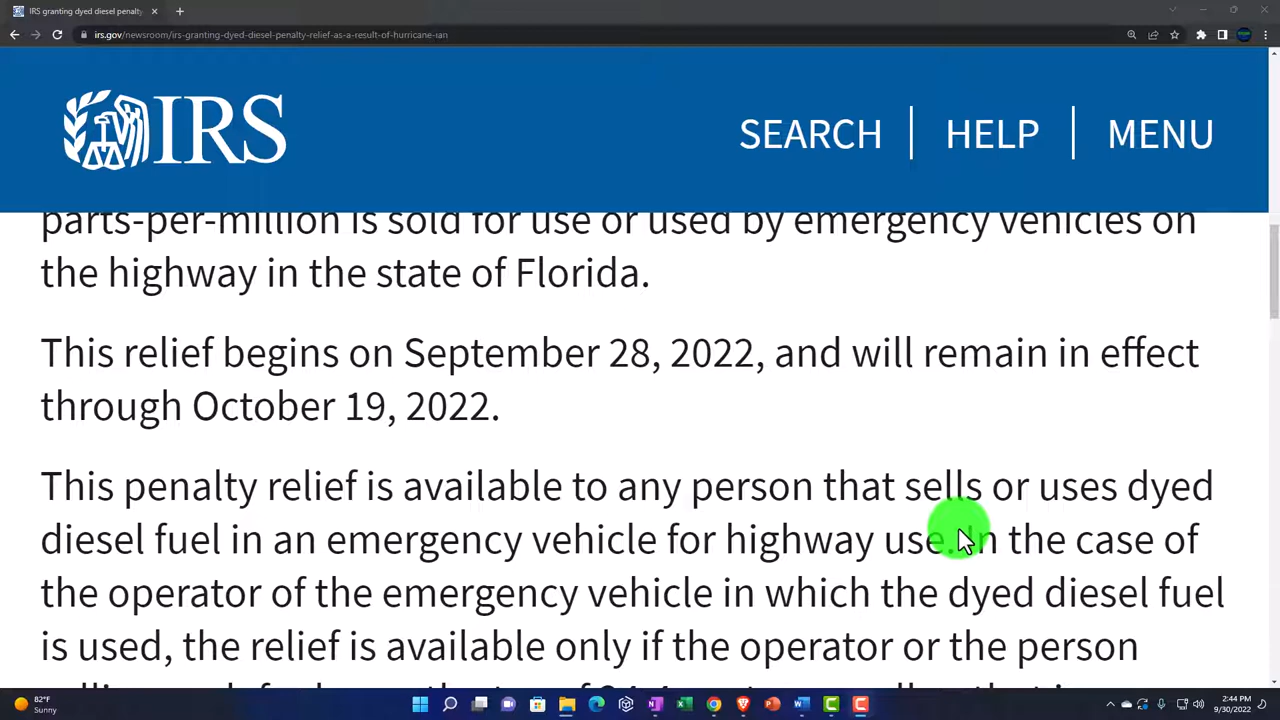 IRS granting dyed diesel penalty
irs.gov/newsroom/irs-granting-dyed-diesel-penalty-relief-as-a-result-of-hurricane-ian
IRS
SEARCH
HELP
MENU
parts-per-million is sold for use or used by emergency vehicles on
the highway in the state of Florida.
This relief begins on September 28, 2022, and will remain in effect
through October 19, 2022.
This penalty relief is available to any person that sells or uses dyed
diesel fuel in an emergency vehicle for highway use. In the case of
the operator of the emergency vehicle in which the dyed diesel fuel
is used, the relief is available only if the operator or the person
82°F
Sunny
2:44 PM
9/30/2022